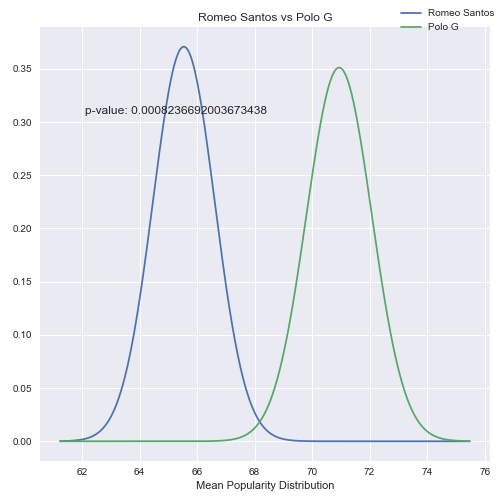 Romeo Santos vs Polo G
Romeo Santos
Polo G
0.35
p-value: 0.0008236692003673438
0.30
0.25
0.20
0.15
0.10
0.05
0.00
62 64 66 68 70 72 74 76
Mean Popularity Distribution